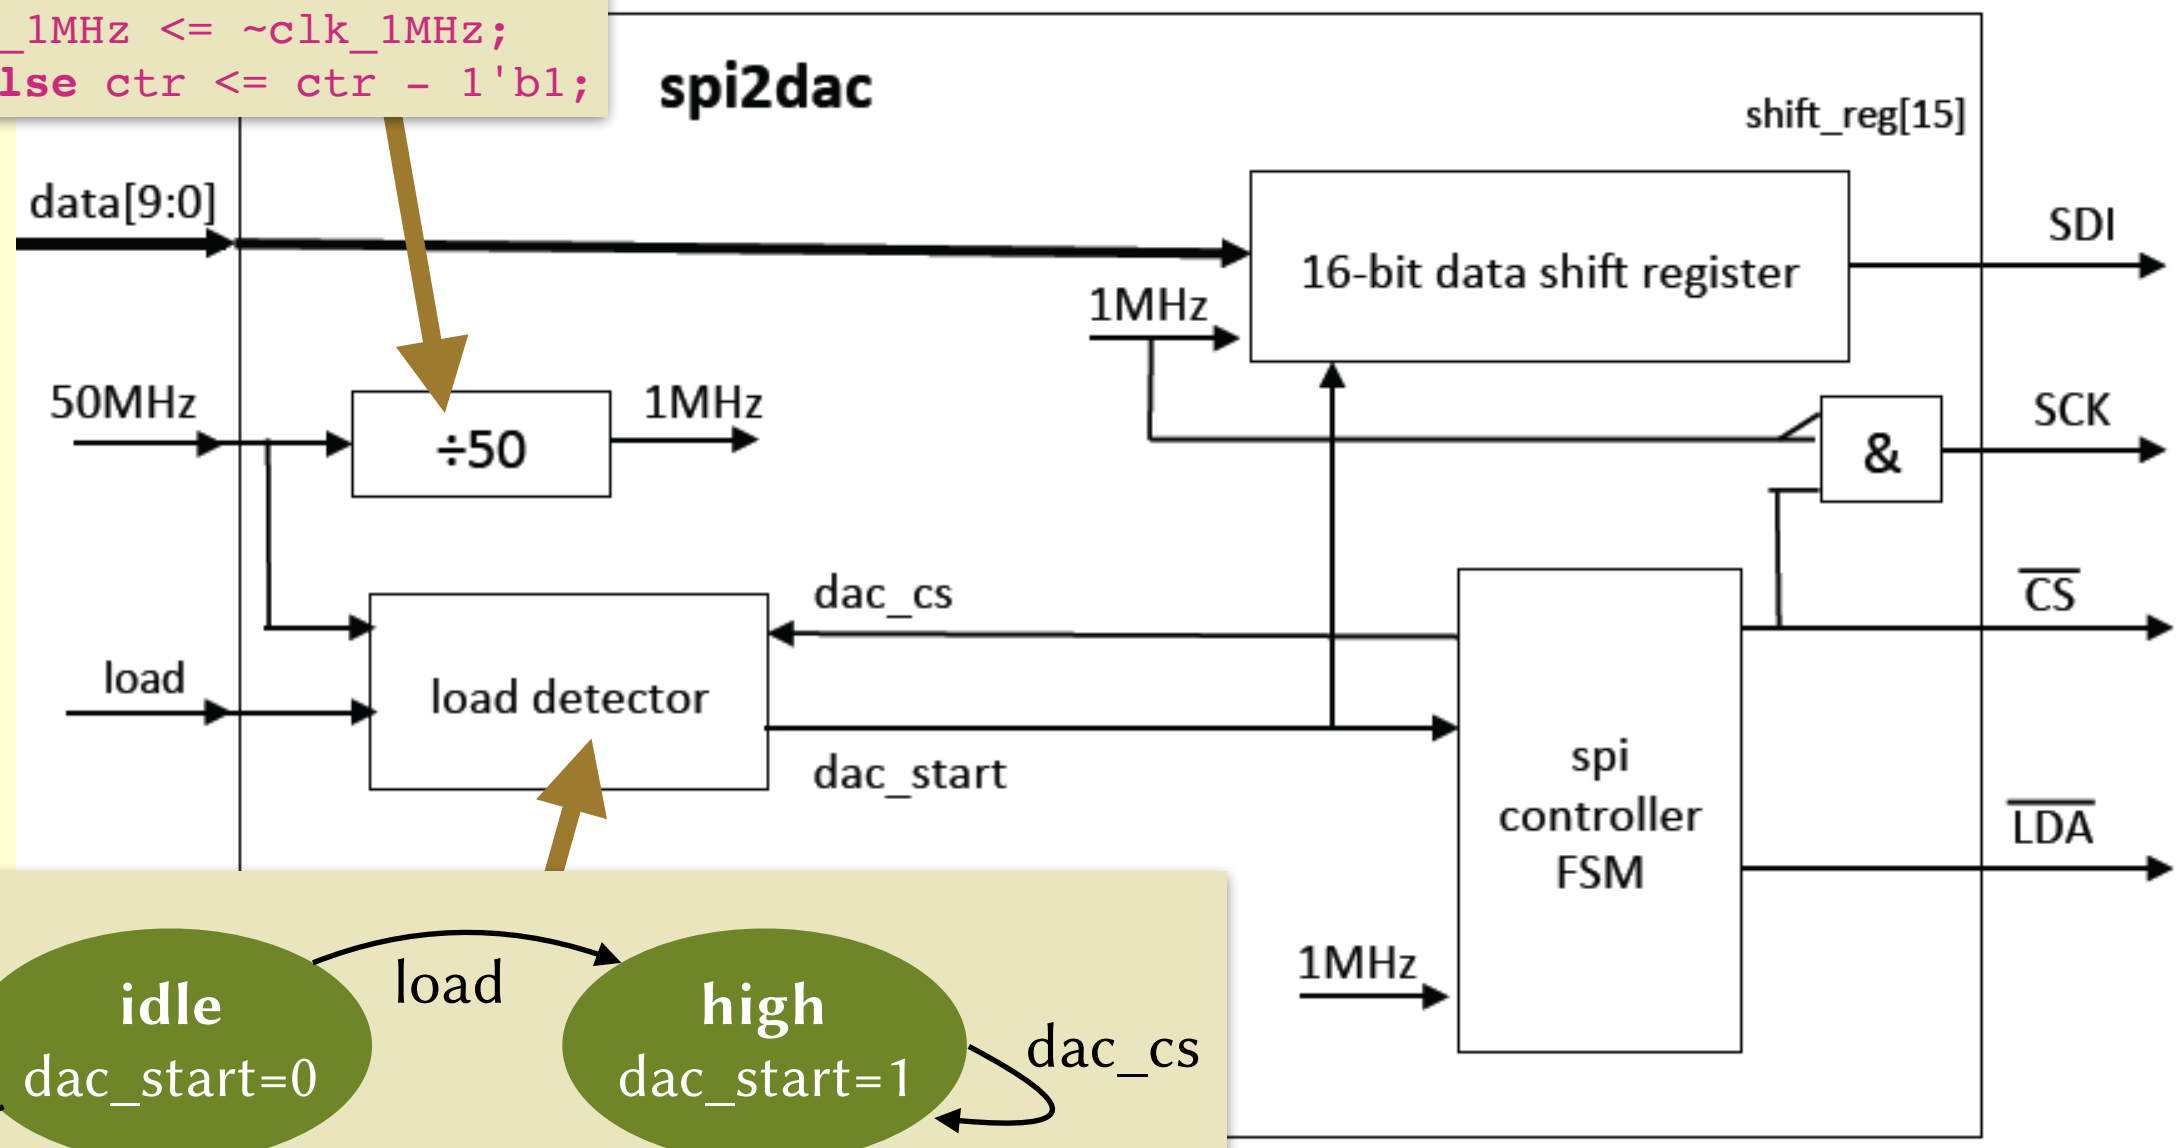 _1MHz <= ~clk_1MHz;
lse ctr <= ctr - 1'b1;
spi2dac
shift_reg[15]
data[9:0]
16-bit data shift register
SDI
1MHz
50MHz
÷50
1MHz
&
SCK
dac_cs
CS
load
load detector
dac_start
spi
controller
FSM
LDA
1MHz
idle
dac_start=0
load
high
dac_start=1
dac_cs